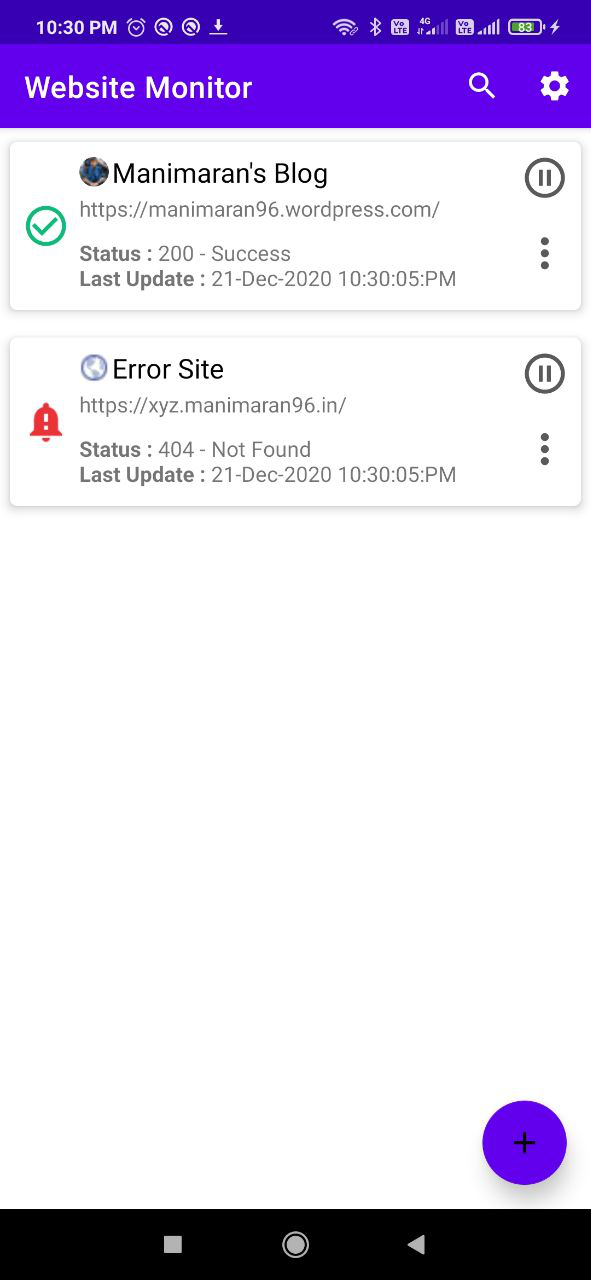 10:30 PM
Vo LTE 4G Vo LTE 83
Website Monitor
Manimaran's Blog
https://manimaran96.wordpress.com/
Status : 200 - Success
Last Update : 21-Dec-2020 10:30:05:PM
Error Site
https://xyz.manimaran96.in/
Status : 404 - Not Found
Last Update : 21-Dec-2020 10:30:05:PM